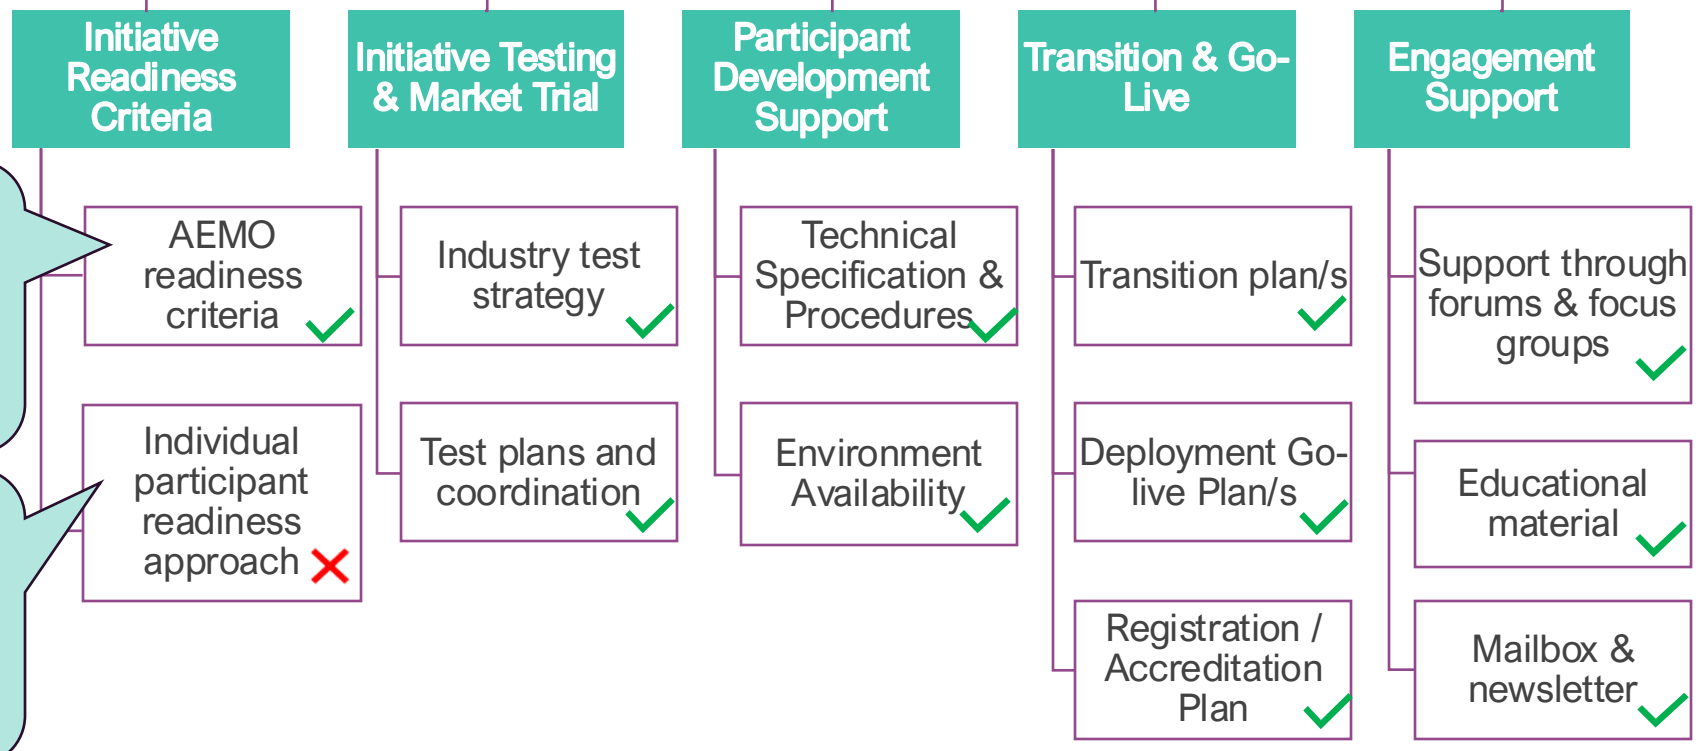 Initiative
Readiness
Criteria
Initiative Testing
& Market Trial
Participant
Development
Support
Transition & Go-
Live
Engagement
Support
AEMO
readiness
criteria
Individual
participant
readiness
approach
Industry test
strategy
Test plans and
coordination
Technical
Specification &
Procedures
Environment
Availability
Transition plan/s
Deployment Go-
live Plan/s
Registration /
Accreditation
Plan
Support through
forums & focus
groups
Educational
material
Mailbox &
newsletter